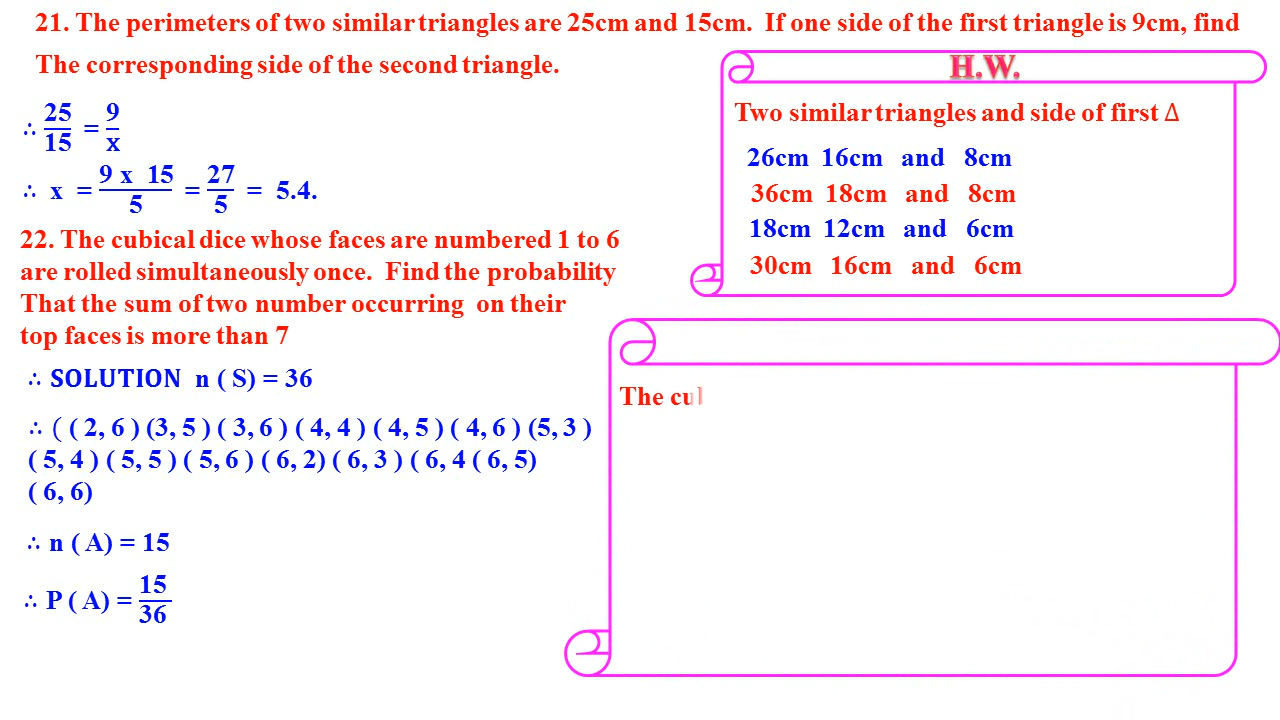 21. The perimeters of two similar triangles are 25cm and 15cm. If one side of the first triangle is 9cm, find
The corresponding side of the second triangle.
∴ 25/15 = 9/x
∴ x = 9 x 15/5 = 27/5 = 5.4.
22. The cubical dice whose faces are numbered 1 to 6
are rolled simultaneously once. Find the probability
That the sum of two number occurring on their
top faces is more than 7
∴ SOLUTION n ( S) = 36
∴ ( ( 2, 6 ) (3, 5 ) ( 3, 6 ) ( 4, 4 ) ( 4, 5 ) ( 4, 6 ) (5, 3 )
( 5, 4 ) ( 5, 5 ) ( 5, 6 ) ( 6, 2) ( 6, 3 ) ( 6, 4 ( 6, 5)
( 6, 6)
∴ n ( A) = 15
∴ P ( A) = 15/36
H.W.
Two similar triangles and side of first Δ
26cm 16cm and 8cm
36cm 18cm and 8cm
18cm 12cm and 6cm
30cm 16cm and 6cm
The